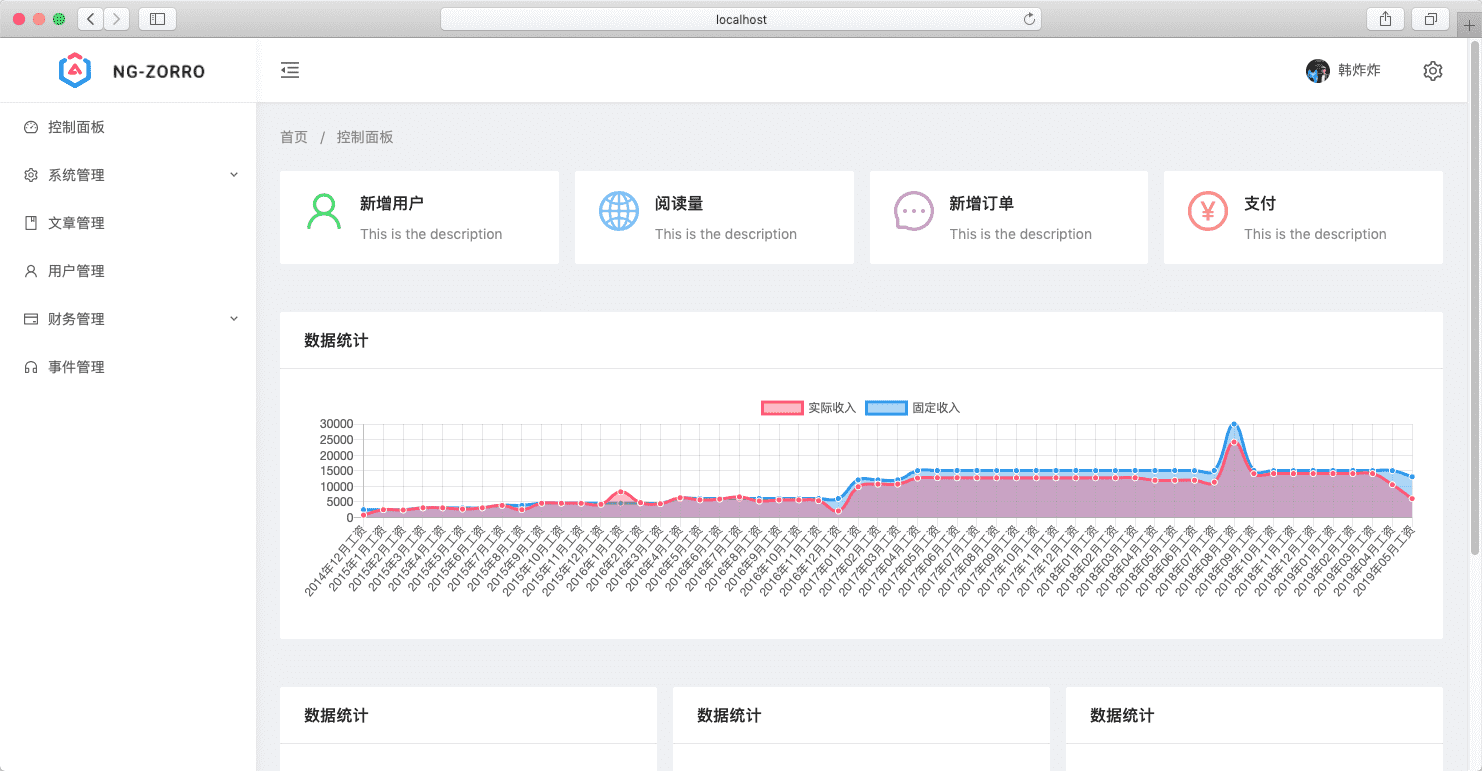 localhost
NG-ZORRO
韩炸炸
控制面板
系统管理
文章管理
用户管理
财务管理
事件管理
首页 / 控制面板
新增用户
This is the description
阅读量
This is the description
新增订单
This is the description
支付
This is the description
数据统计
实际收入
固定收入
30000
25000
20000
15000
10000
5000
0
2014年12月工资
2015年1月工资
2015年2月工资
2015年3月工资
2015年4月工资
2015年5月工资
2015年6月工资
2015年7月工资
2015年8月工资
2015年09月工资
2015年10月工资
2015年11月工资
2015年12月工资
2016年1月工资
2016年2月工资
2016年3月工资
2016年4月工资
2016年5月工资
2016年6月工资
2016年7月工资
2016年8月工资
2016年9月工资
2016年10月工资
2016年11月工资
2016年12月工资
2017年01月工资
2017年02月工资
2017年03月工资
2017年04月工资
2017年05月工资
2017年06月工资
2017年07月工资
2017年08月工资
2017年09月工资
2017年10月工资
2017年11月工资
2017年12月工资
2018年01月工资
2018年02月工资
2018年03月工资
2018年04月工资
2018年05月工资
2018年06月工资
2018年07月工资
2018年08月工资
2018年09月工资
2018年10月工资
2018年11月工资
2018年12月工资
2019年01月工资
2019年02月工资
2019年03月工资
2019年04月工资
2019年05月工资
数据统计
数据统计
数据统计